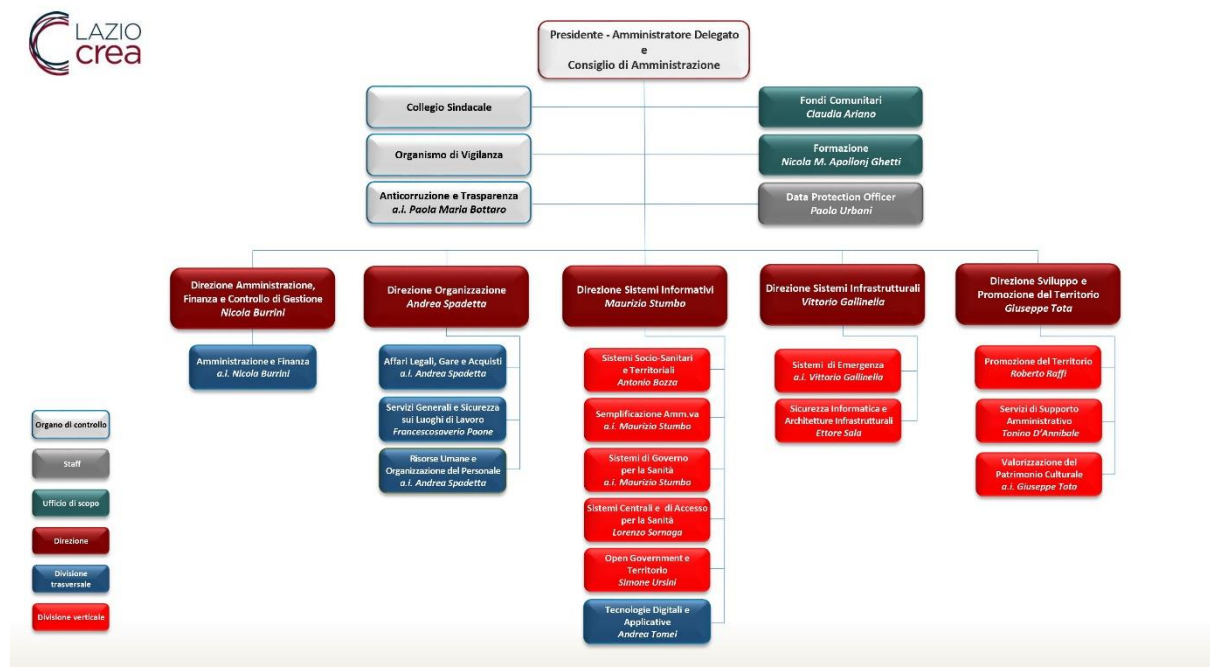 LAZIO
crea
Presidente - Amministratore Delegato
e
Consiglio di Amministrazione
Collegio Sindacale
Fondi Comunitari
Claudia Ariano
Organismo di Vigilanza
Formazione
Nicola M. Apollonj Ghetti
Anticorruzione e Trasparenza
a.i. Paola Maria Bottaro
Data Protection Officer
Paolo Urbani
Direzione Amministrazione,
Finanza e Controllo di Gestione
Nicola Burrini
Direzione Organizzazione
Andrea Spadetta
Direzione Sistemi Informativi
Maurizio Stumbo
Direzione Sistemi Infrastrutturali
Vittorio Gallinella
Direzione Sviluppo e
Promozione del Territorio
Giuseppe Tota
Amministrazione e Finanza
a.i. Nicola Burrini
Affari Legali, Gare e Acquisti
a.i. Andrea Spadetta
Servizi Generali e Sicurezza
sui Luoghi di Lavoro
Francescosaverio Paone
Risorse Umane e
Organizzazione del Personale
a.i. Andrea Spadetta
Sistemi Socio-Sanitari
e Territoriali
Antonio Bozza
Semplificazione Amm.va
a.i. Maurizio Stumbo
Sistemi di Governo
per la Sanità
a.i. Maurizio Stumbo
Sistemi Centrali e di Accesso
per la Sanità
Lorenzo Sornaga
Open Government e
Territorio
Simone Ursini
Tecnologie Digitali e
Applicative
Andrea Tomei
Sistemi di Emergenza
a.i. Vittorio Gallinella
Sicurezza Informatica e
Architetture Infrastrutturali
Ettore Sala
Promozione del Territorio
Roberto Raffi
Servizi di Supporto
Amministrativo
Tonino D'Annibale
Valorizzazione del
Patrimonio Culturale
a.i. Giuseppe Tota
Organo di controllo
Staff
Ufficio di scopo
Direzione
Divisione
trasversale
Divisione verticale